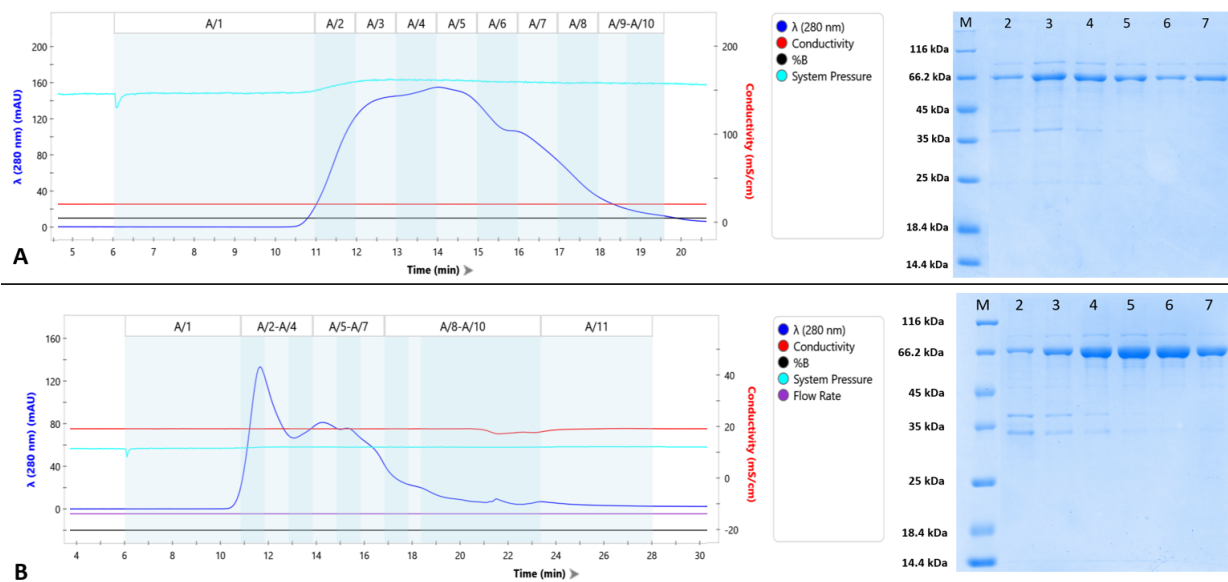 A/1 A/2 A/3 A/4 A/5 A/6 A/7 A/8 A/9-A/10
200
160
120
80
40
0
λ (280 nm) (mAU)
200
100
0
Conductivity (mS/cm)
5 6 7 8 9 10 11 12 13 14 15 16 17 18 19 20
Time (min)
A
λ (280 nm)
Conductivity
%B
System Pressure
M 2 3 4 5 6 7
116 kDa
66.2 kDa
45 kDa
35 kDa
25 kDa
18.4 kDa
14.4 kDa
A/1 A/2-A/4 A/5-A/7 A/8-A/10 A/11
160
120
80
40
0
λ (280 nm) (mAU)
40
20
0
-20
Conductivity (mS/cm)
4 6 8 10 12 14 16 18 20 22 24 26 28 30
Time (min)
B
λ (280 nm)
Conductivity
%B
System Pressure
Flow Rate
M 2 3 4 5 6 7
116 kDa
66.2 kDa
45 kDa
35 kDa
25 kDa
18.4 kDa
14.4 kDa